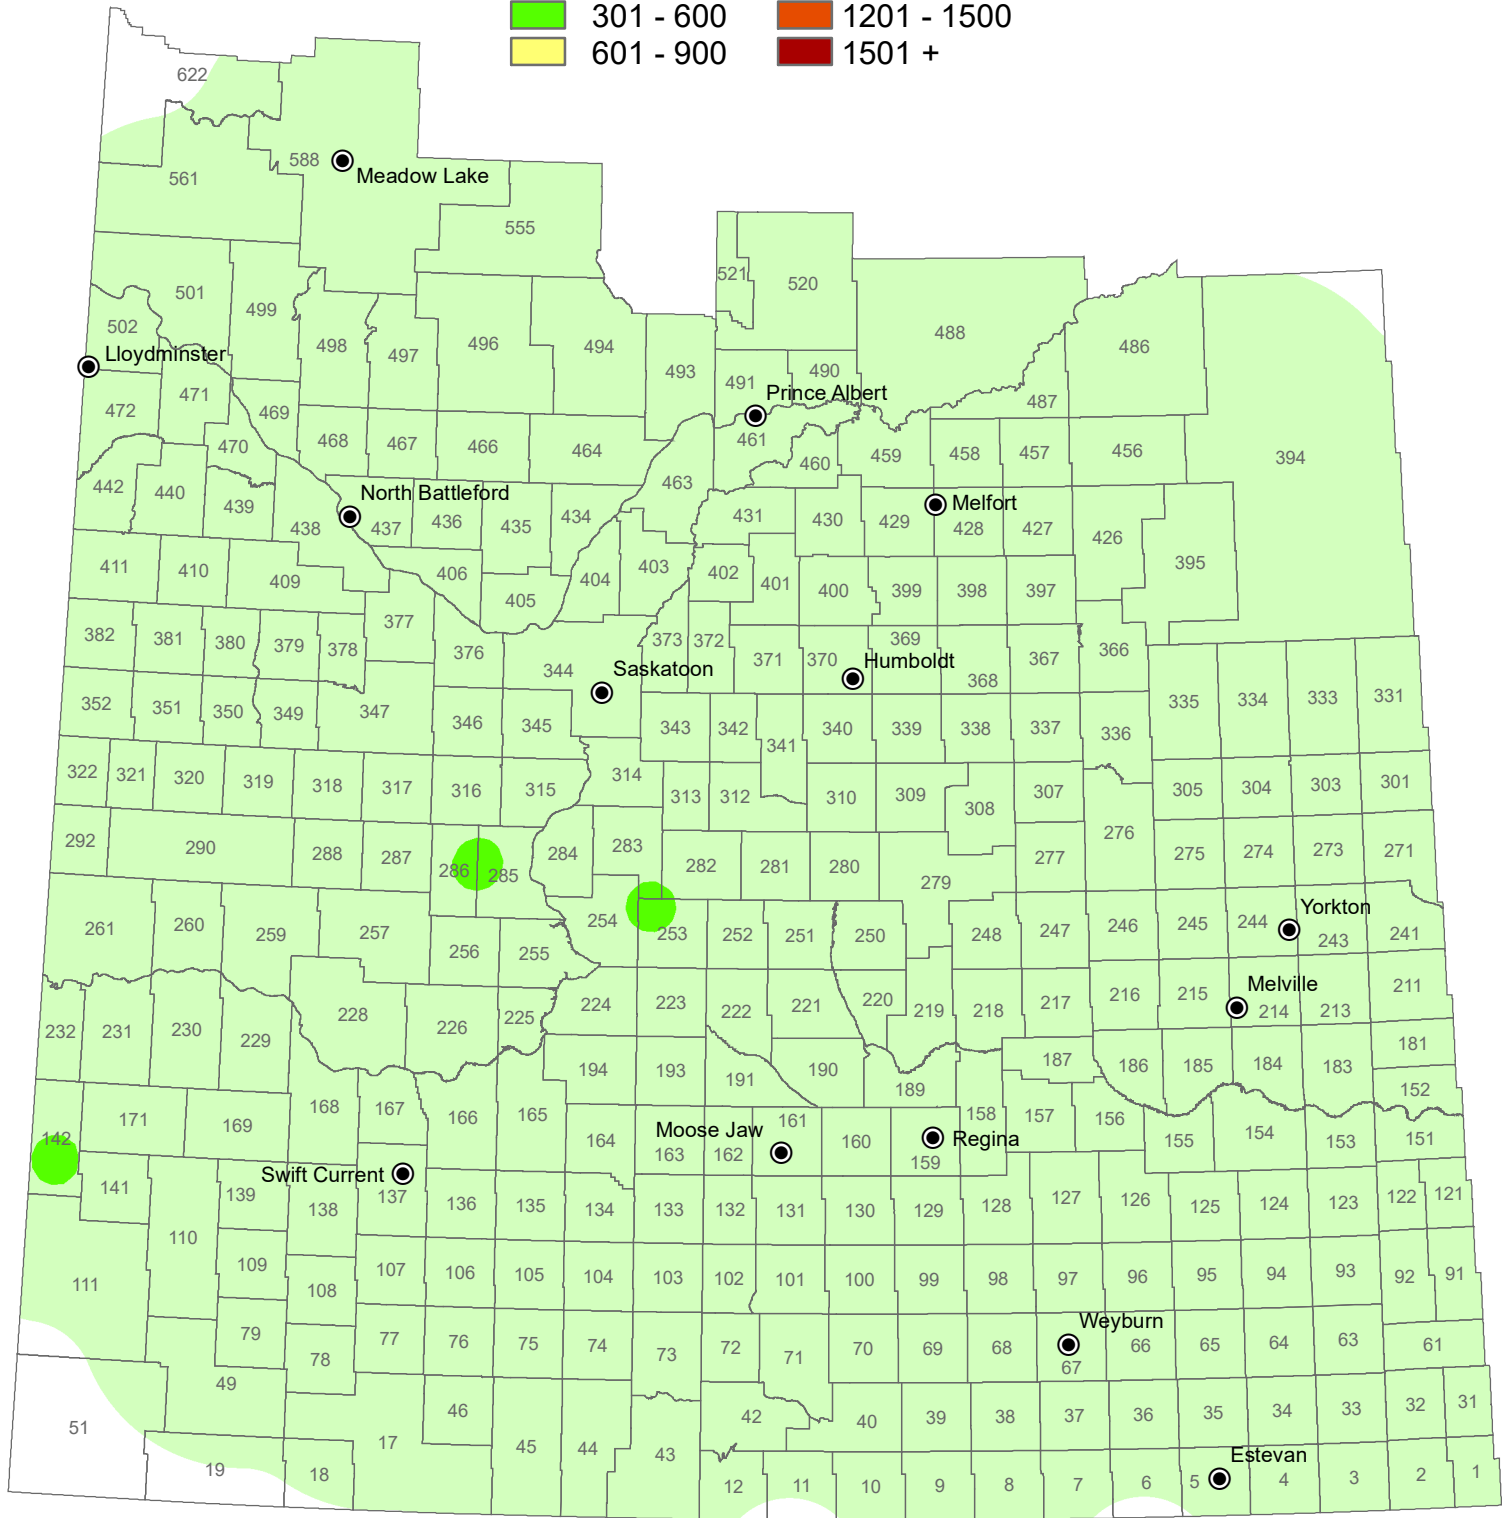 301 - 600 1201 - 1500
601 - 900 1501 +
622
588 Meadow Lake
561
555
521 520
501 499
502 498 497 496 494 488 486
Lloydminster
493 491 490
472 471 469 Prince Albert 487
470 468 467 466 464 461 460 459 458 457 456 394
442 440 439 463
North Battleford
438 437 436 435 434 431 430 429 Melfort
428 427 426 395
411 410 409 406 405 404 403 402 401 400 399 398 397
382 381 380 379 378 377 376 344 373 372 371 370 369 368 367 366
Saskatoon Humboldt
352 351 350 349 347 346 345 343 342 341 340 339 338 337 336 335 334 333 331
322 321 320 319 318 317 316 315 314 313 312 310 309 308 307 305 304 303 301
292 290 288 287 286 285 284 283 282 281 280 279 277 276 275 274 273 271
261 260 259 257 256 255 254 253 252 251 250 248 247 246 245 244 Yorkton
243 241
232 231 230 229 228 226 225 224 223 222 221 220 219 218 217 216 215 Melville
214 213 211
194 193 191 190 189 187 186 185 184 183 181
152
142 171 169 168 167 166 165 164 163 162 161 160 159 158 157 156 155 154 153 151
Moose Jaw Regina
Swift Current
141 139 138 137 136 135 134 133 132 131 130 129 128 127 126 125 124 123 122 121
111 110 109 108 107 106 105 104 103 102 101 100 99 98 97 96 95 94 93 92 91
79 78 77 76 75 74 73 72 71 70 69 68 Weyburn
67 66 65 64 63 61
51 49 46 42 40 39 38 37 36 35 34 33 32 31
19 18 17 45 44 43 12 11 10 9 8 7 6 5 Estevan
4 3 2 1